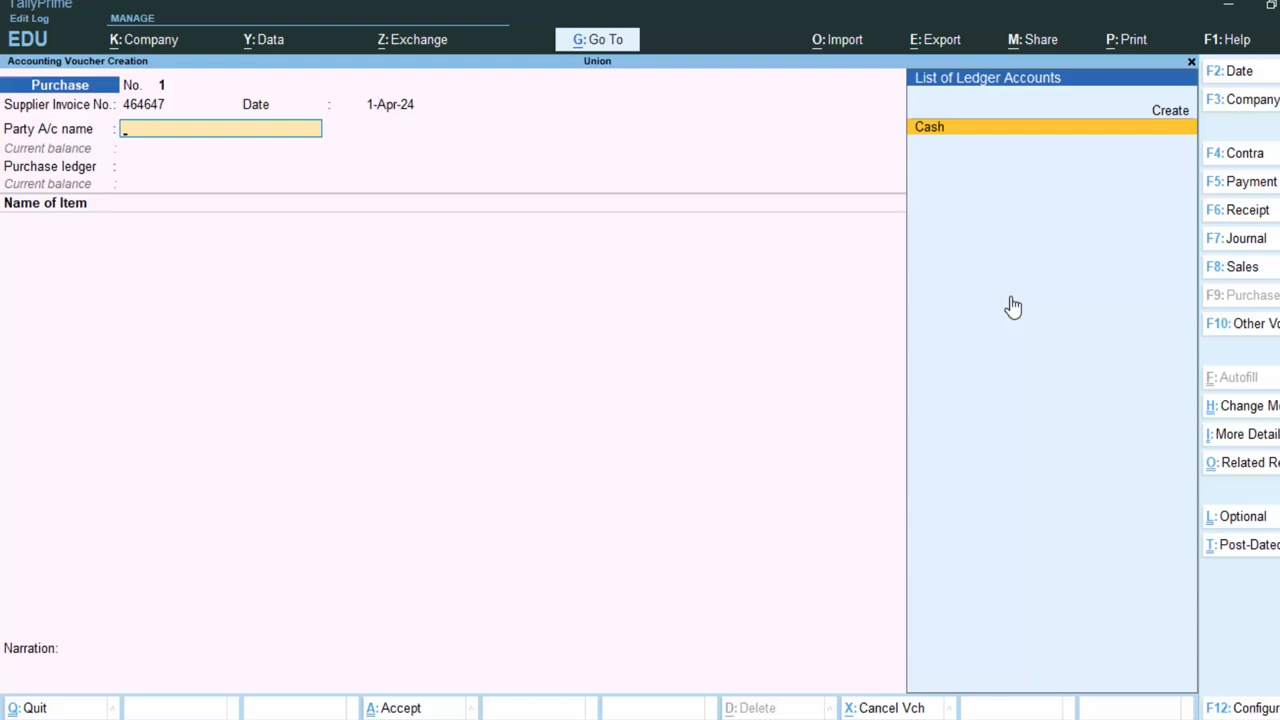 TallyPrime
Edit Log
MANAGE
EDU
K: Company
Y: Data
Z: Exchange
G: Go To
O: Import
E: Export
M: Share
P: Print
F1: Help
Accounting Voucher Creation
Union
Purchase No. 1
Supplier Invoice No.: 464647 Date : 1-Apr-24
Party A/c name :
Current balance :
Purchase ledger :
Current balance :
Name of Item
Narration:
List of Ledger Accounts
Create
Cash
F2: Date
F3: Company
F4: Contra
F5: Payment
F6: Receipt
F7: Journal
F8: Sales
F9: Purchase
F10: Other Vo
F: Autofill
H: Change Mo
I: More Detail
O: Related Re
L: Optional
T: Post-Dated
Q: Quit
A: Accept
D: Delete
X: Cancel Vch
F12: Configur